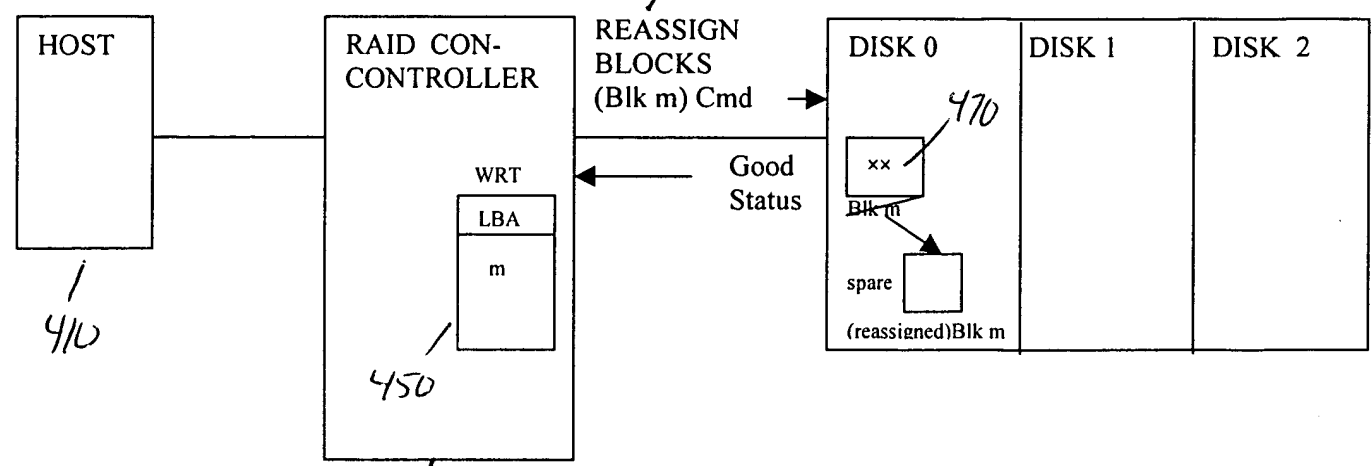 HOST
410
RAID CON-
CONTROLLER
WRT
LBA
m
450
REASSIGN
BLOCKS
(Blk m) Cmd
Good
Status
DISK 0
470
××
Blk m
spare
(reassigned)Blk m
DISK 1
DISK 2